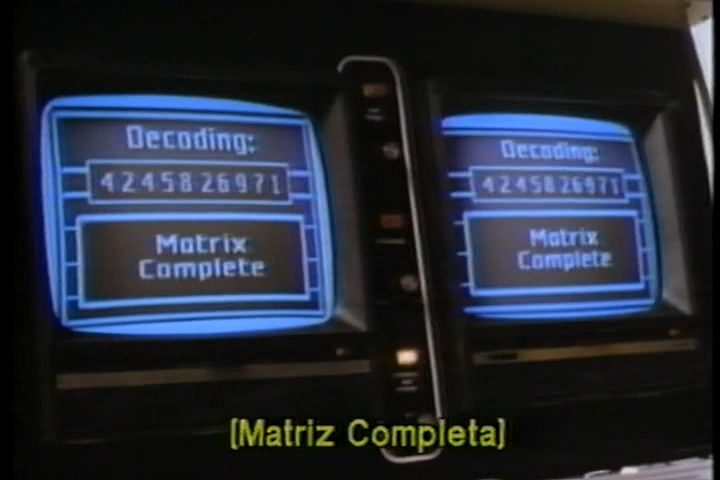 Decoding:
4245826971
Matrix
Complete
Decoding:
4245826971
Matrix
Complete
(Matriz Completa)